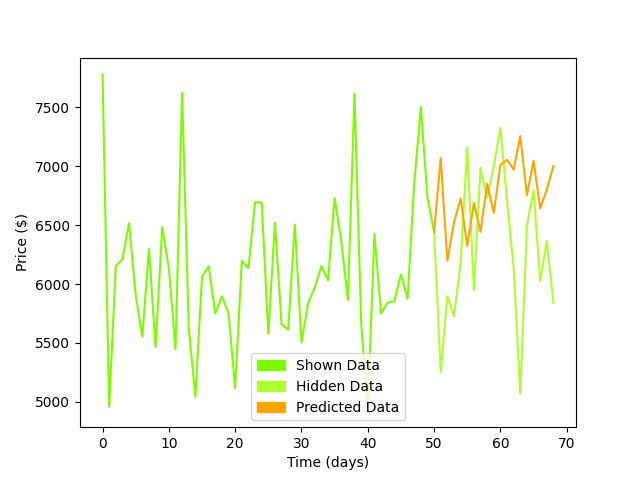 7500
7000
6500
6000
5500
5000
Price ($)
Shown Data
Hidden Data
Predicted Data
0 10 20 30 40 50 60 70
Time (days)